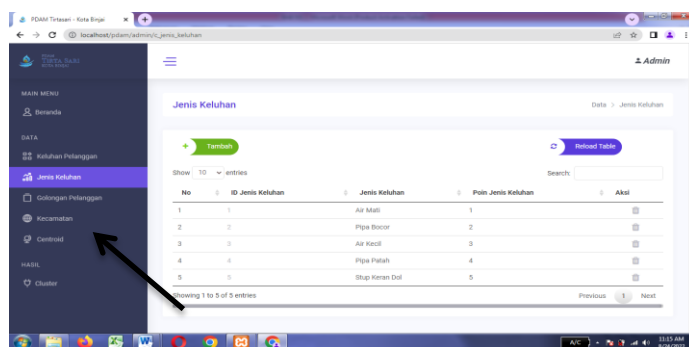 PDAM Tirtasari - Kota Binjai
localhost/pdam/admin/c_jenis_keluhan
TIRTA SARI
Admin
MAIN MENU
Beranda
DATA
Keluhan Pelanggan
Jenis Keluhan
Golongan Pelanggan
Kecamatan
Centroid
HASIL
Cluster
Jenis Keluhan
Data > Jenis Keluhan
+ Tambah
Reload Table
Show 10 entries
Search:
No ID Jenis Keluhan Jenis Keluhan Poin Jenis Keluhan Aksi
1 1 Air Mati 1
2 2 Pipa Bocor 2
3 3 Air Kecil 3
4 4 Pipa Patah 4
5 5 Stup Keran Dol 5
Showing 1 to 5 of 5 entries
Previous 1 Next
A/C
11:15 AM